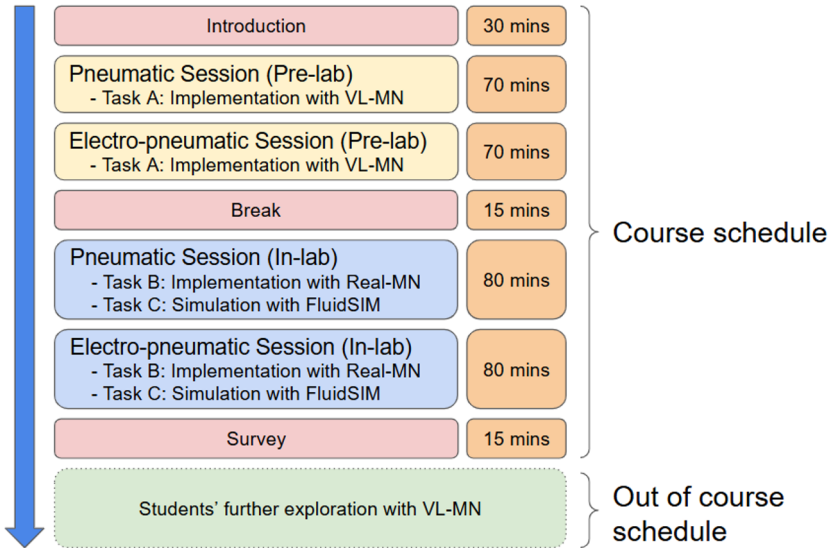 Introduction
30 mins
Pneumatic Session (Pre-lab)
- Task A: Implementation with VL-MN
70 mins
Electro-pneumatic Session (Pre-lab)
- Task A: Implementation with VL-MN
70 mins
Break
15 mins
Course schedule
Pneumatic Session (In-lab)
- Task B: Implementation with Real-MN
- Task C: Simulation with FluidSIM
80 mins
Electro-pneumatic Session (In-lab)
- Task B: Implementation with Real-MN
- Task C: Simulation with FluidSIM
80 mins
Survey
15 mins
Students’ further exploration with VL-MN
Out of course
schedule